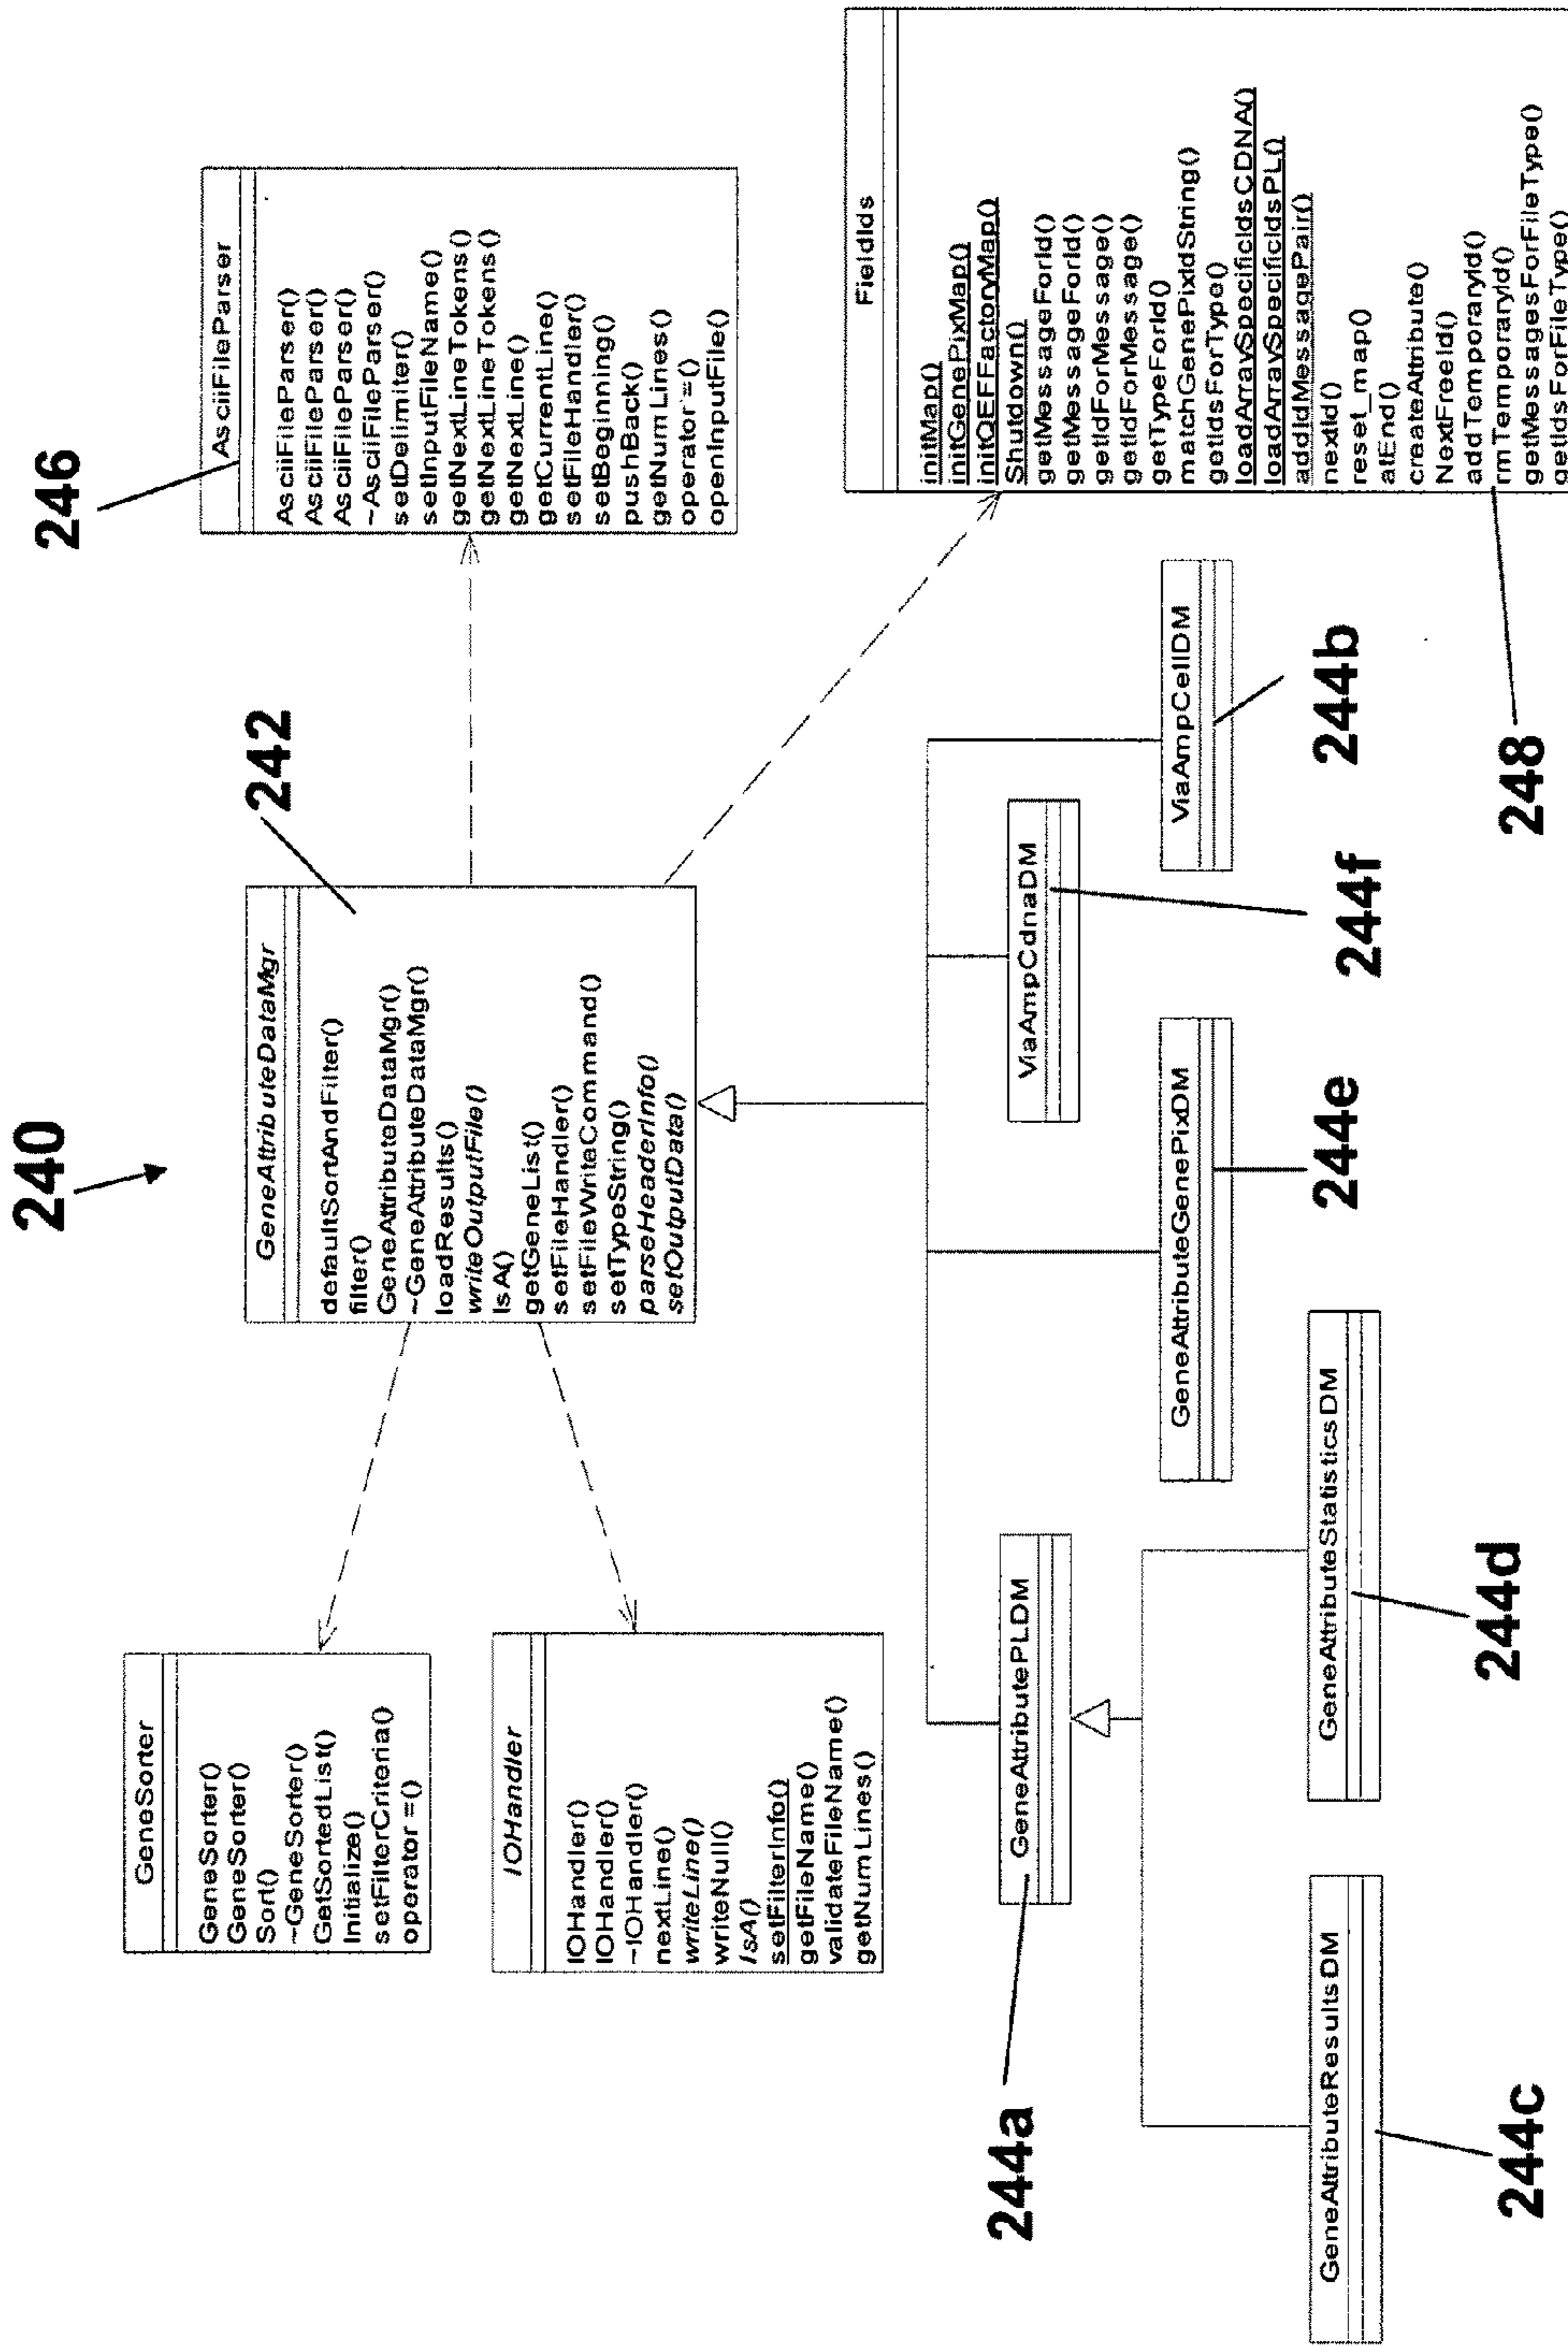 240
GeneSorter
GeneSorter()
GeneSorter()
Sort()
~GeneSorter()
GetSortedList()
Initialize()
setFilterCriteria()
operator =()
IOHandler
IOHandler()
IOHandler()
~IOHandler()
nextLine()
writeLine()
writeNull()
IsA()
setFilterInfo()
getFileName()
validateFileName()
getNumLines()
GeneAttributeDataMgr
defaultSortAndFilter()
filter()
GeneAttributeDataMgr()
~GeneAttributeDataMgr()
loadResults()
writeOutputFile()
IsA()
getGeneList()
setFileHandler()
setFileWriteCommand()
setTypeString()
parseHeaderInfo()
setOutputData()
242
246
AsciiFileParser
AsciiFileParser()
AsciiFileParser()
AsciiFileParser()
~AsciiFileParser()
setDelimiter()
setInputFileName()
getNextLineTokens()
getNextLineTokens()
getNextLine()
getCurrentLine()
setFileHandler()
setBeginning()
pushBack()
getNumLines()
operator=()
openInputFile()
FieldIds
initMap()
initGenePixMap()
initQEFFactoryMap()
Shutdown()
getMessageForId()
getMessageForId()
getIdForMessage()
getIdForMessage()
getTypeForId()
matchGenePixIdString()
getIdsForType()
loadArraySpecificIdsCDNA()
loadArraySpecificIdsPL()
addIdMessagePair()
nextId()
reset_map()
atEnd()
createAttribute()
NextFreeId()
addTemporaryId()
rmTemporaryId()
getMessagesForFileType()
getIdsForFileType()
248
244a
GeneAttributePLDM
ViaAmpCdnaDM
244f
GeneAttributeGenePixDM
244e
ViaAmpCellDM
244b
GeneAttributeResultsDM
244c
GeneAttributeStatisticsDM
244d